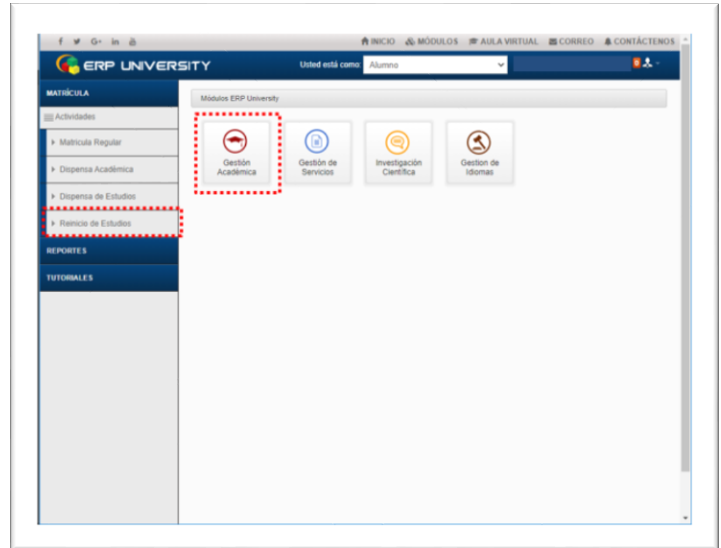 INICIO MÓDULOS AULA VIRTUAL CORREO CONTÁCTENOS
ERP UNIVERSITY Usted está como: Alumno
MATRÍCULA
Módulos ERP University
Actividades
Matricula Regular
Dispensa Académica
Dispensa de Estudios
Reinicio de Estudios
REPORTES
TUTORIALES
Gestión Académica
Gestión de Servicios
Investigación Científica
Gestion de Idiomas